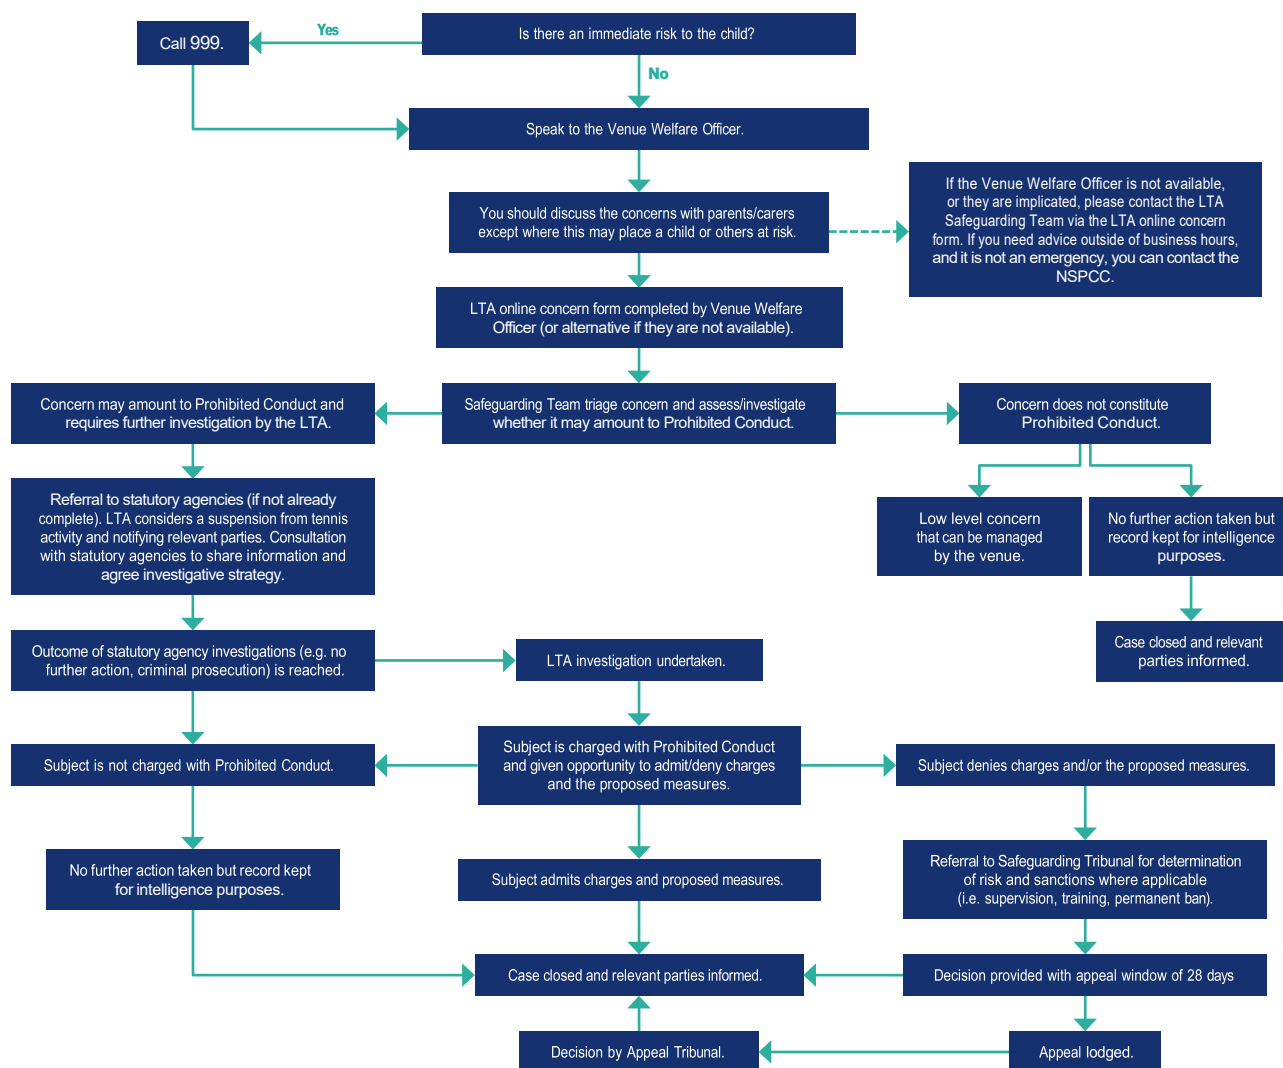 Is there an immediate risk to the child?
Yes
Call 999.
No
Speak to the Venue Welfare Officer.
You should discuss the concerns with parents/carers
except where this may place a child or others at risk.
If the Venue Welfare Officer is not available,
or they are implicated, please contact the LTA
Safeguarding Team via the LTA online concern
form. If you need advice outside of business hours,
and it is not an emergency, you can contact the
NSPCC.
LTA online concern form completed by Venue Welfare
Officer (or alternative if they are not available).
Concern may amount to Prohibited Conduct and
requires further investigation by the LTA.
Safeguarding Team triage concern and assess/investigate
whether it may amount to Prohibited Conduct.
Concern does not constitute
Prohibited Conduct.
Referral to statutory agencies (if not already
complete). LTA considers a suspension from tennis
activity and notifying relevant parties. Consultation
with statutory agencies to share information and
agree investigative strategy.
Low level concern
that can be managed
by the venue.
No further action taken but
record kept for intelligence
purposes.
Case closed and relevant
parties informed.
Outcome of statutory agency investigations (e.g. no
further action, criminal prosecution) is reached.
LTA investigation undertaken.
Subject is not charged with Prohibited Conduct.
Subject is charged with Prohibited Conduct
and given opportunity to admit/deny charges
and the proposed measures.
Subject denies charges and/or the proposed measures.
No further action taken but record kept
for intelligence purposes.
Subject admits charges and proposed measures.
Referral to Safeguarding Tribunal for determination
of risk and sanctions where applicable
(i.e. supervision, training, permanent ban).
Case closed and relevant parties informed.
Decision provided with appeal window of 28 days
Decision by Appeal Tribunal.
Appeal lodged.